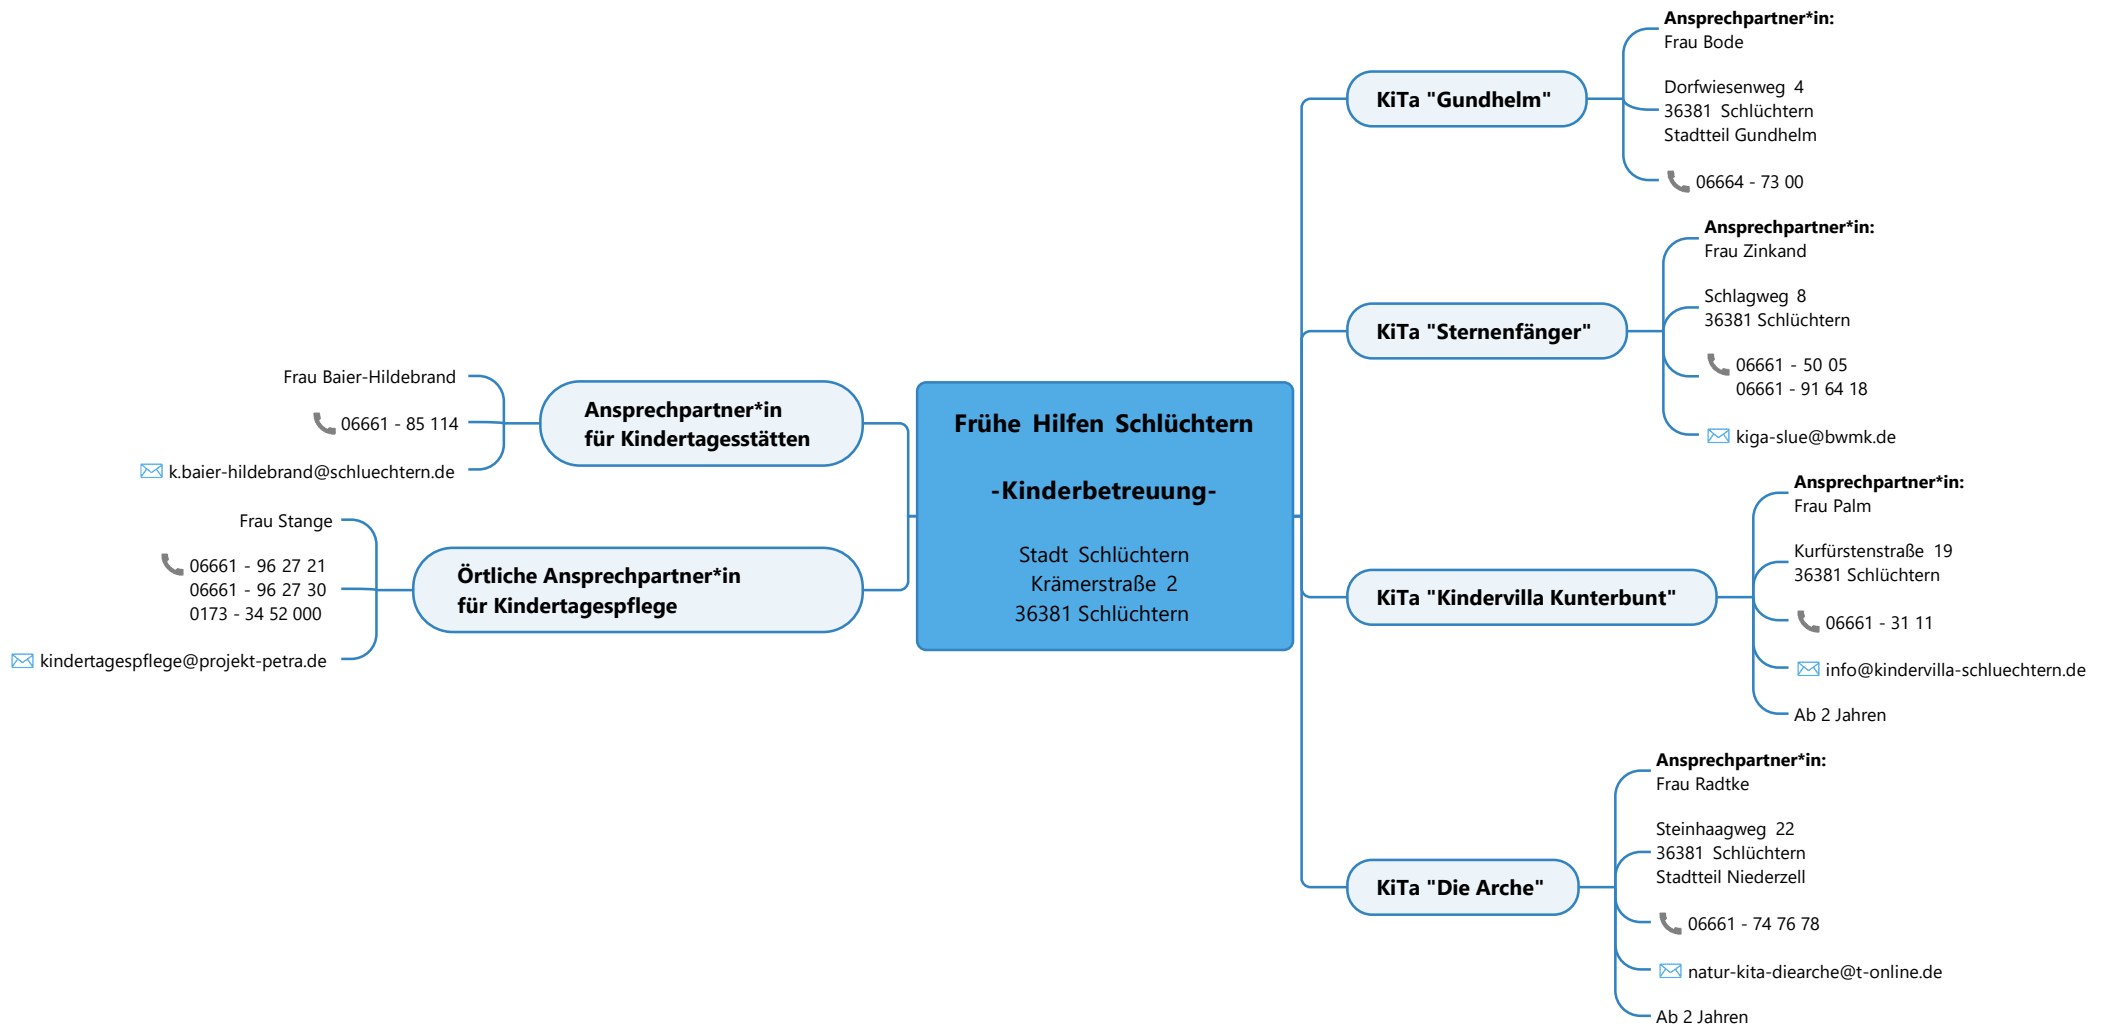 Frühe Hilfen Schlüchtern
-Kinderbetreuung-
Stadt Schlüchtern
Krämerstraße 2
36381 Schlüchtern
Ansprechpartner*in
für Kindertagesstätten
Frau Baier-Hildebrand
06661 - 85 114
k.baier-hildebrand@schluechtern.de
Örtliche Ansprechpartner*in
für Kindertagespflege
Frau Stange
06661 - 96 27 21
06661 - 96 27 30
0173 - 34 52 000
kindertagespflege@projekt-petra.de
KiTa "Gundhelm"
Ansprechpartner*in:
Frau Bode
Dorfwiesenweg 4
36381 Schlüchtern
Stadtteil Gundhelm
06664 - 73 00
KiTa "Sternenfänger"
Ansprechpartner*in:
Frau Zinkand
Schlagweg 8
36381 Schlüchtern
06661 - 50 05
06661 - 91 64 18
kiga-slue@bwmk.de
KiTa "Kindervilla Kunterbunt"
Ansprechpartner*in:
Frau Palm
Kurfürstenstraße 19
36381 Schlüchtern
06661 - 31 11
info@kindervilla-schluechtern.de
Ab 2 Jahren
KiTa "Die Arche"
Ansprechpartner*in:
Frau Radtke
Steinhaagweg 22
36381 Schlüchtern
Stadtteil Niederzell
06661 - 74 76 78
natur-kita-diearche@t-online.de
Ab 2 Jahren